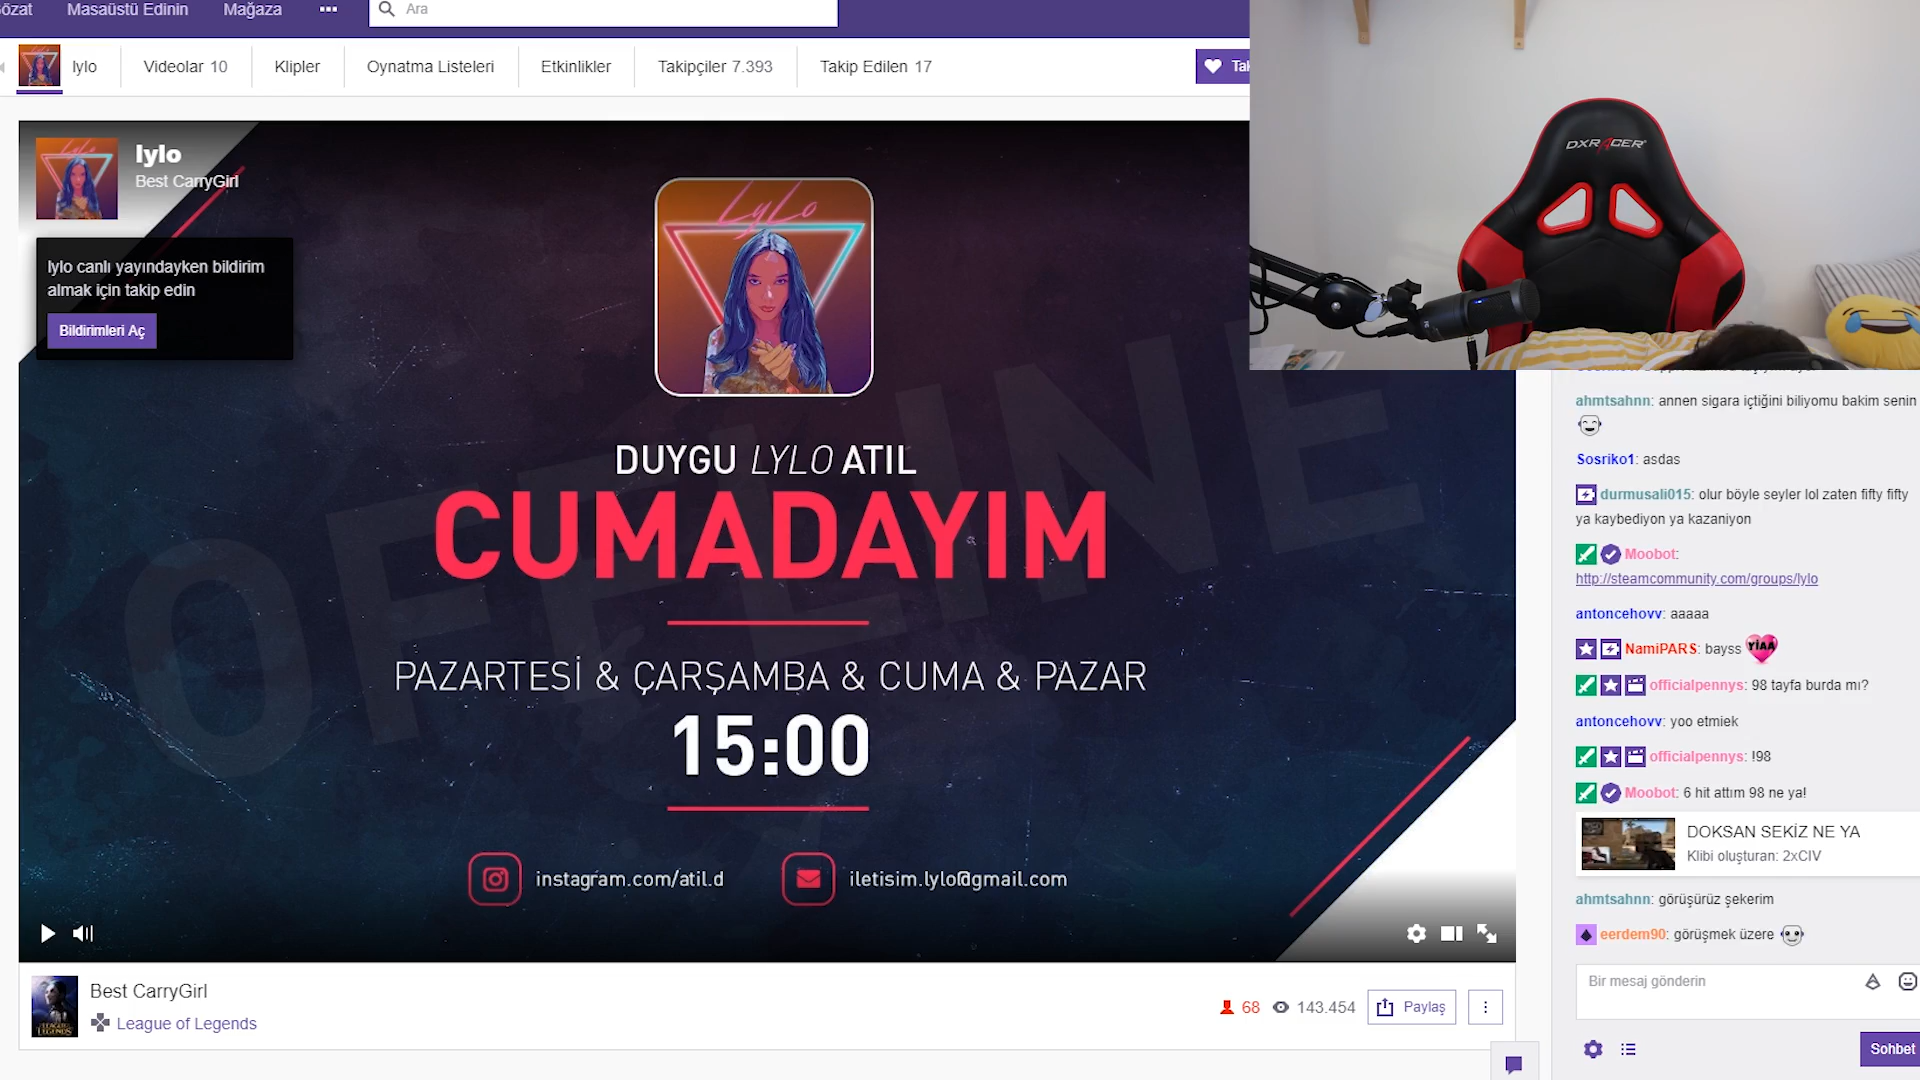 özat Masaüstü Edinin Mağaza ••• Ara
lylo Videolar 10 Klipler Oynatma Listeleri Etkinlikler Takipçiler 7.393 Takip Edilen 17
lylo
Best CarryGirl
lylo canlı yayındayken bildirim
almak için takip edin
Bildirimleri Aç
LyLo
OFFLINE
DUYGU LYLO ATIL
CUMADAYIM
PAZARTESİ & ÇARŞAMBA & CUMA & PAZAR
15:00
instagram.com/atil.d iletisim.lylo@gmail.com
Best CarryGirl
League of Legends
68 143.454 Paylaş
DXRACER
ahmtsahnn: annen sigara içtiğini biliyomu bakim senin
Sosriko1: asdas
durmusali015: olur böyle seyler lol zaten fifty fifty
ya kaybediyon ya kazaniyon
Moobot:
http://steamcommunity.com/groups/lylo
antoncehovv: aaaaa
NamiPARS: bayss YİAA
officialpennys: 98 tayfa burda mı?
antoncehovv: yoo etmiek
officialpennys: !98
Moobot: 6 hit attım 98 ne ya!
DOKSAN SEKİZ NE YA
Klibi oluşturan: 2xCIV
ahmtsahnn: görüşürüz şekerim
eerdem90: görüşmek üzere
Bir mesaj gönderin
Sohbet